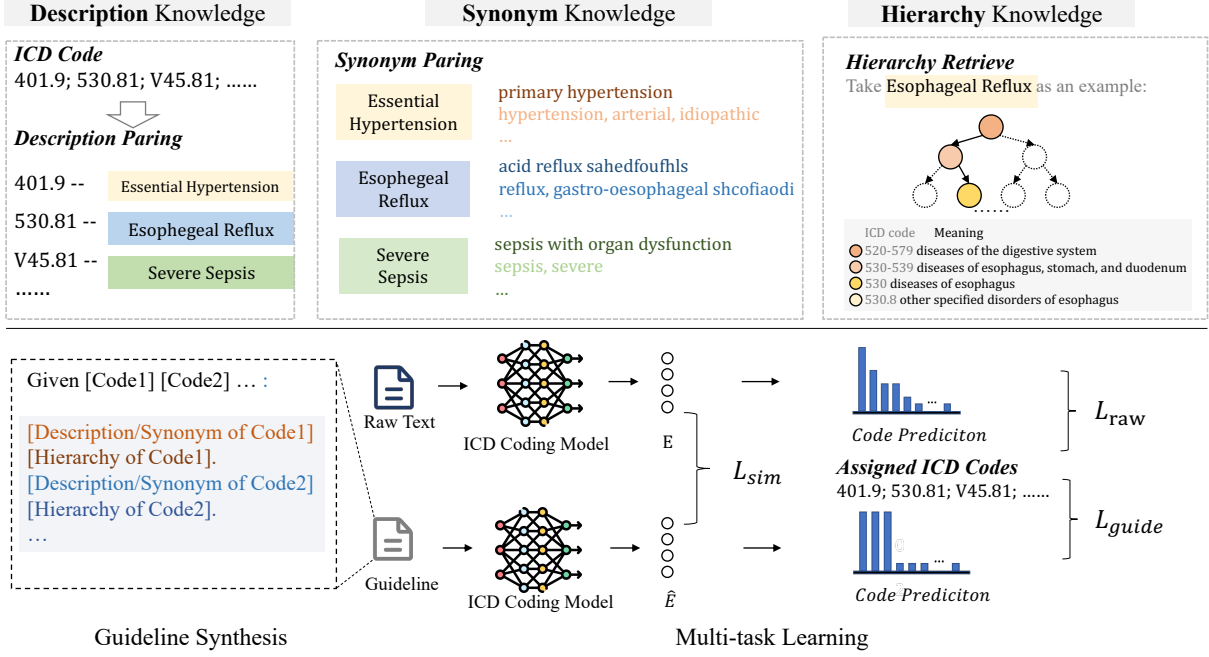 Description Knowledge
ICD Code
401.9; 530.81; V45.81; ......
Description Paring
401.9 -- Essential Hypertension
530.81 -- Esophegeal Reflux
V45.81 -- Severe Sepsis
......
Synonym Knowledge
Synonym Paring
Essential Hypertension
primary hypertension
hypertension, arterial, idiopathic
...
Esophegeal Reflux
acid reflux sahedfoufhls
reflux, gastro-oesophageal shcofiaodi
...
Severe Sepsis
sepsis with organ dysfunction
sepsis, severe
...
Hierarchy Knowledge
Hierarchy Retrieve
Take Esophageal Reflux as an example:
......
ICD code Meaning
520-579 diseases of the digestive system
530-539 diseases of esophagus, stomach, and duodenum
530 diseases of esophagus
530.8 other specified disorders of esophagus
Given [Code1] [Code2] ... :
[Description/Synonym of Code1]
[Hierarchy of Code1].
[Description/Synonym of Code2]
[Hierarchy of Code2].
...
Raw Text
ICD Coding Model
E
...
Code Prediciton
L_raw
L_sim
Assigned ICD Codes
401.9; 530.81; V45.81; ......
L_guide
Guideline
ICD Coding Model
Ê
...
Code Prediciton
Guideline Synthesis
Multi-task Learning